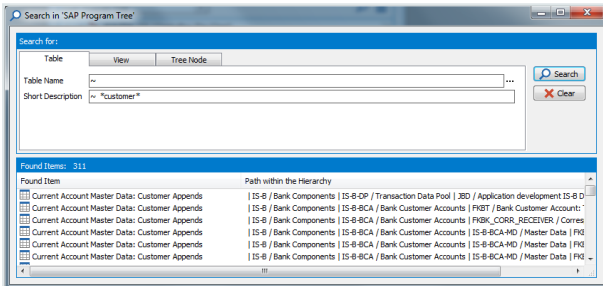 Search in 'SAP Program Tree'
Search for:
Table View Tree Node
Table Name ~ ...
Short Description ~ *customer*
Search
Clear
Found Items: 311
Found Item Path within the Hierarchy
Current Account Master Data: Customer Appends | IS-B / Bank Components | IS-B-DP / Transaction Data Pool | JBD / Application development IS-B D
Current Account Master Data: Customer Appends | IS-B / Bank Components | IS-B-BCA / Bank Customer Accounts | FKBT / Bank Customer Account:
Current Account Master Data: Customer Appends | IS-B / Bank Components | IS-B-BCA / Bank Customer Accounts | FKBK_CORR_RECEIVER / Corres
Current Account Master Data: Customer Appends | IS-B / Bank Components | IS-B-BCA / Bank Customer Accounts | IS-B-BCA-MD / Master Data | FKB
Current Account Master Data: Customer Appends | IS-B / Bank Components | IS-B-BCA / Bank Customer Accounts | IS-B-BCA-MD / Master Data | FKB
Current Account Master Data: Customer Appends | IS-B / Bank Components | IS-B-BCA / Bank Customer Accounts | IS-B-BCA-MD / Master Data | FKB